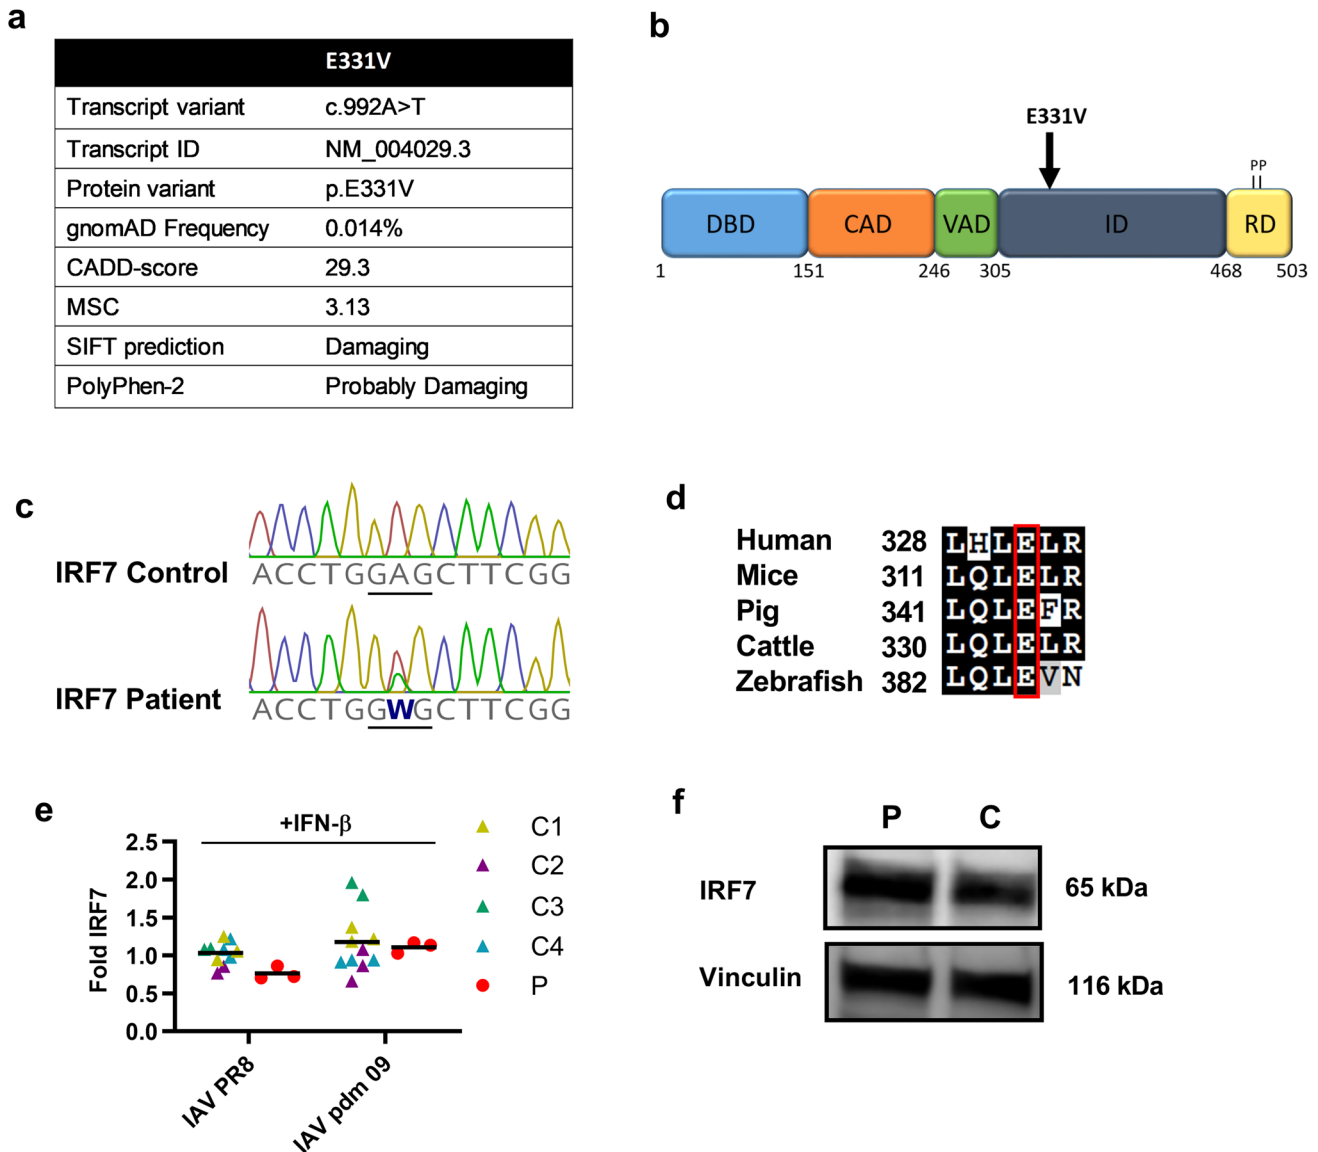 a
E331V
Transcript variant c.992A>T
Transcript ID NM_004029.3
Protein variant p.E331V
gnomAD Frequency 0.014%
CADD-score 29.3
MSC 3.13
SIFT prediction Damaging
PolyPhen-2 Probably Damaging
b
E331V
PP
DBD CAD VAD ID RD
1 151 246 305 468 503
c
IRF7 Control ACCTGGAGCTTCGG
IRF7 Patient ACCTGGWGCTTCGG
d
Human 328 LHLELR
Mice 311 LQLELR
Pig 341 LQLEFR
Cattle 330 LQLELR
Zebrafish 382 LQLEVN
e
+IFN-β
Fold IRF7
2.5
2.0
1.5
1.0
0.5
0.0
IAV PR8
IAV pdm 09
C1
C2
C3
C4
P
f
P C
IRF7 65 kDa
Vinculin 116 kDa